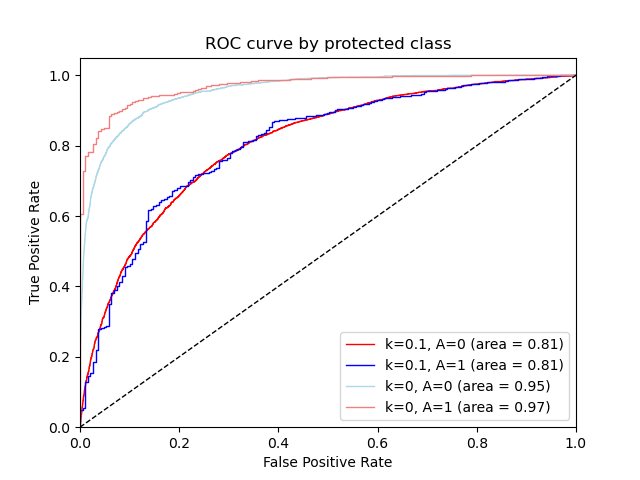 ROC curve by protected class
True Positive Rate
1.0
0.8
0.6
0.4
0.2
0.0
k=0.1, A=0 (area = 0.81)
k=0.1, A=1 (area = 0.81)
k=0, A=0 (area = 0.95)
k=0, A=1 (area = 0.97)
0.0 0.2 0.4 0.6 0.8 1.0
False Positive Rate